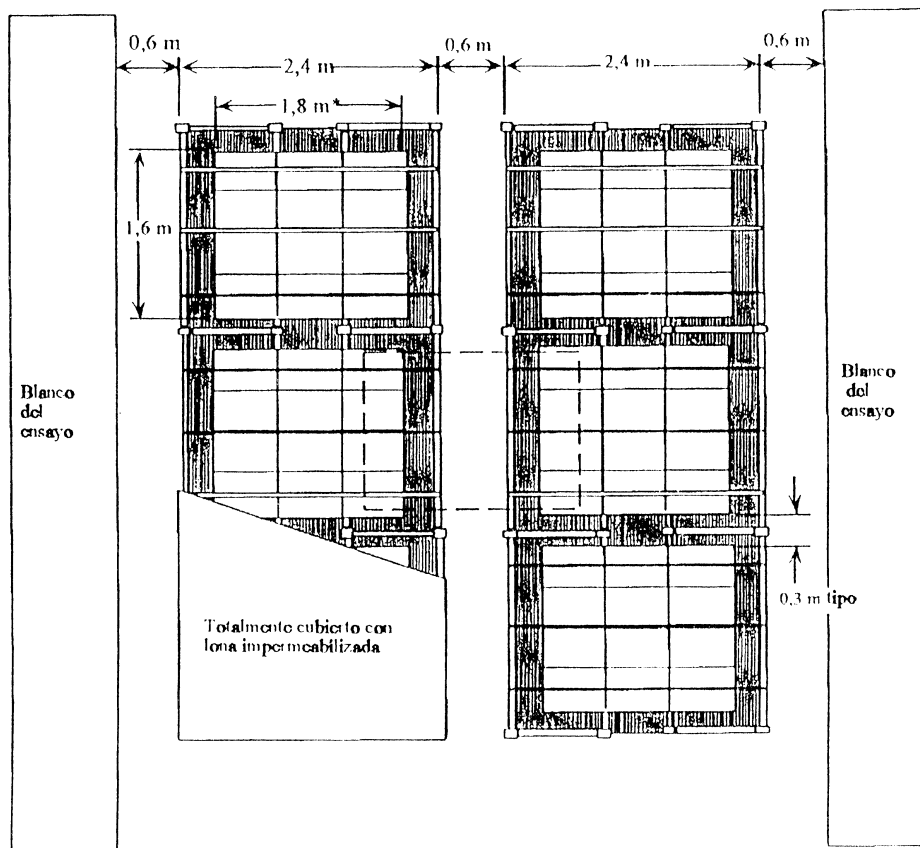 0,6 m
2,4 m
0,6 m
2,4 m
0,6 m
1,8 m*
1,6 m
Blanco
del
ensayo
Blanco
del
ensayo
0,3 m tipo
Totalmente cubierto con
lona impermeabilizada